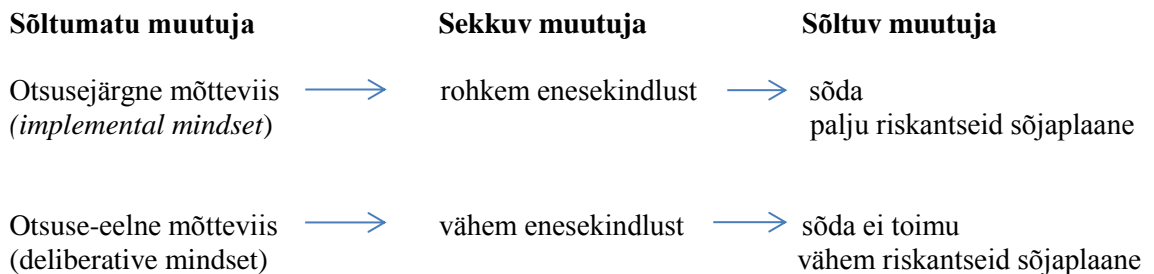 Sõltumatu muutuja Sekkuv muutuja Sõltuv muutuja
Otsusejärgne mõtteviis rohkem enesekindlust sõda
(implemental mindset) palju riskantseid sõjaplaane
Otsuse-eelne mõtteviis vähem enesekindlust sõda ei toimu
(deliberative mindset) vähem riskantseid sõjaplaane